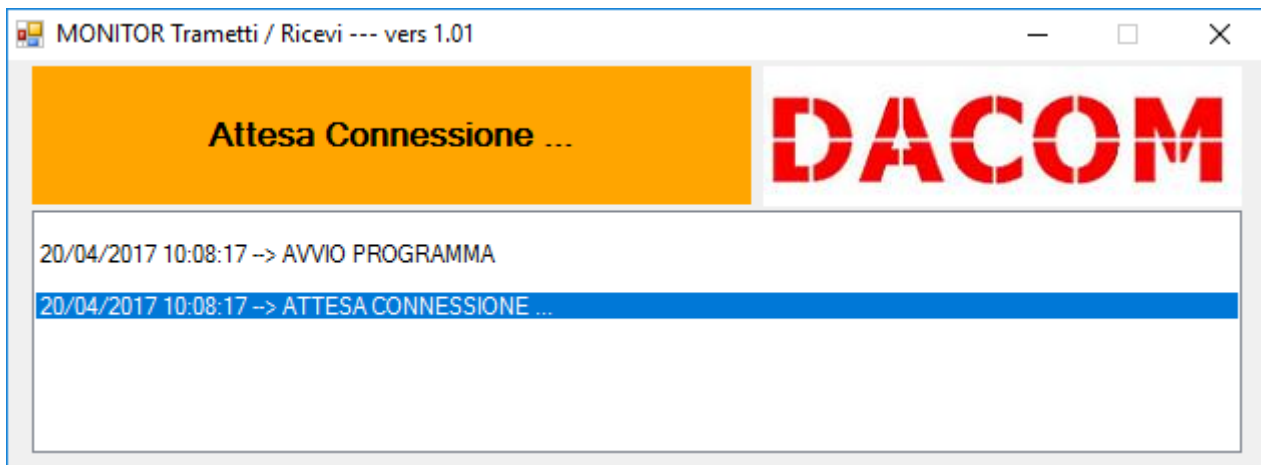 MONITOR Trametti / Ricevi --- vers 1.01
Attesa Connessione ...
DACOM
20/04/2017 10:08:17 --> AVVIO PROGRAMMA
20/04/2017 10:08:17 --> ATTESA CONNESSIONE ...